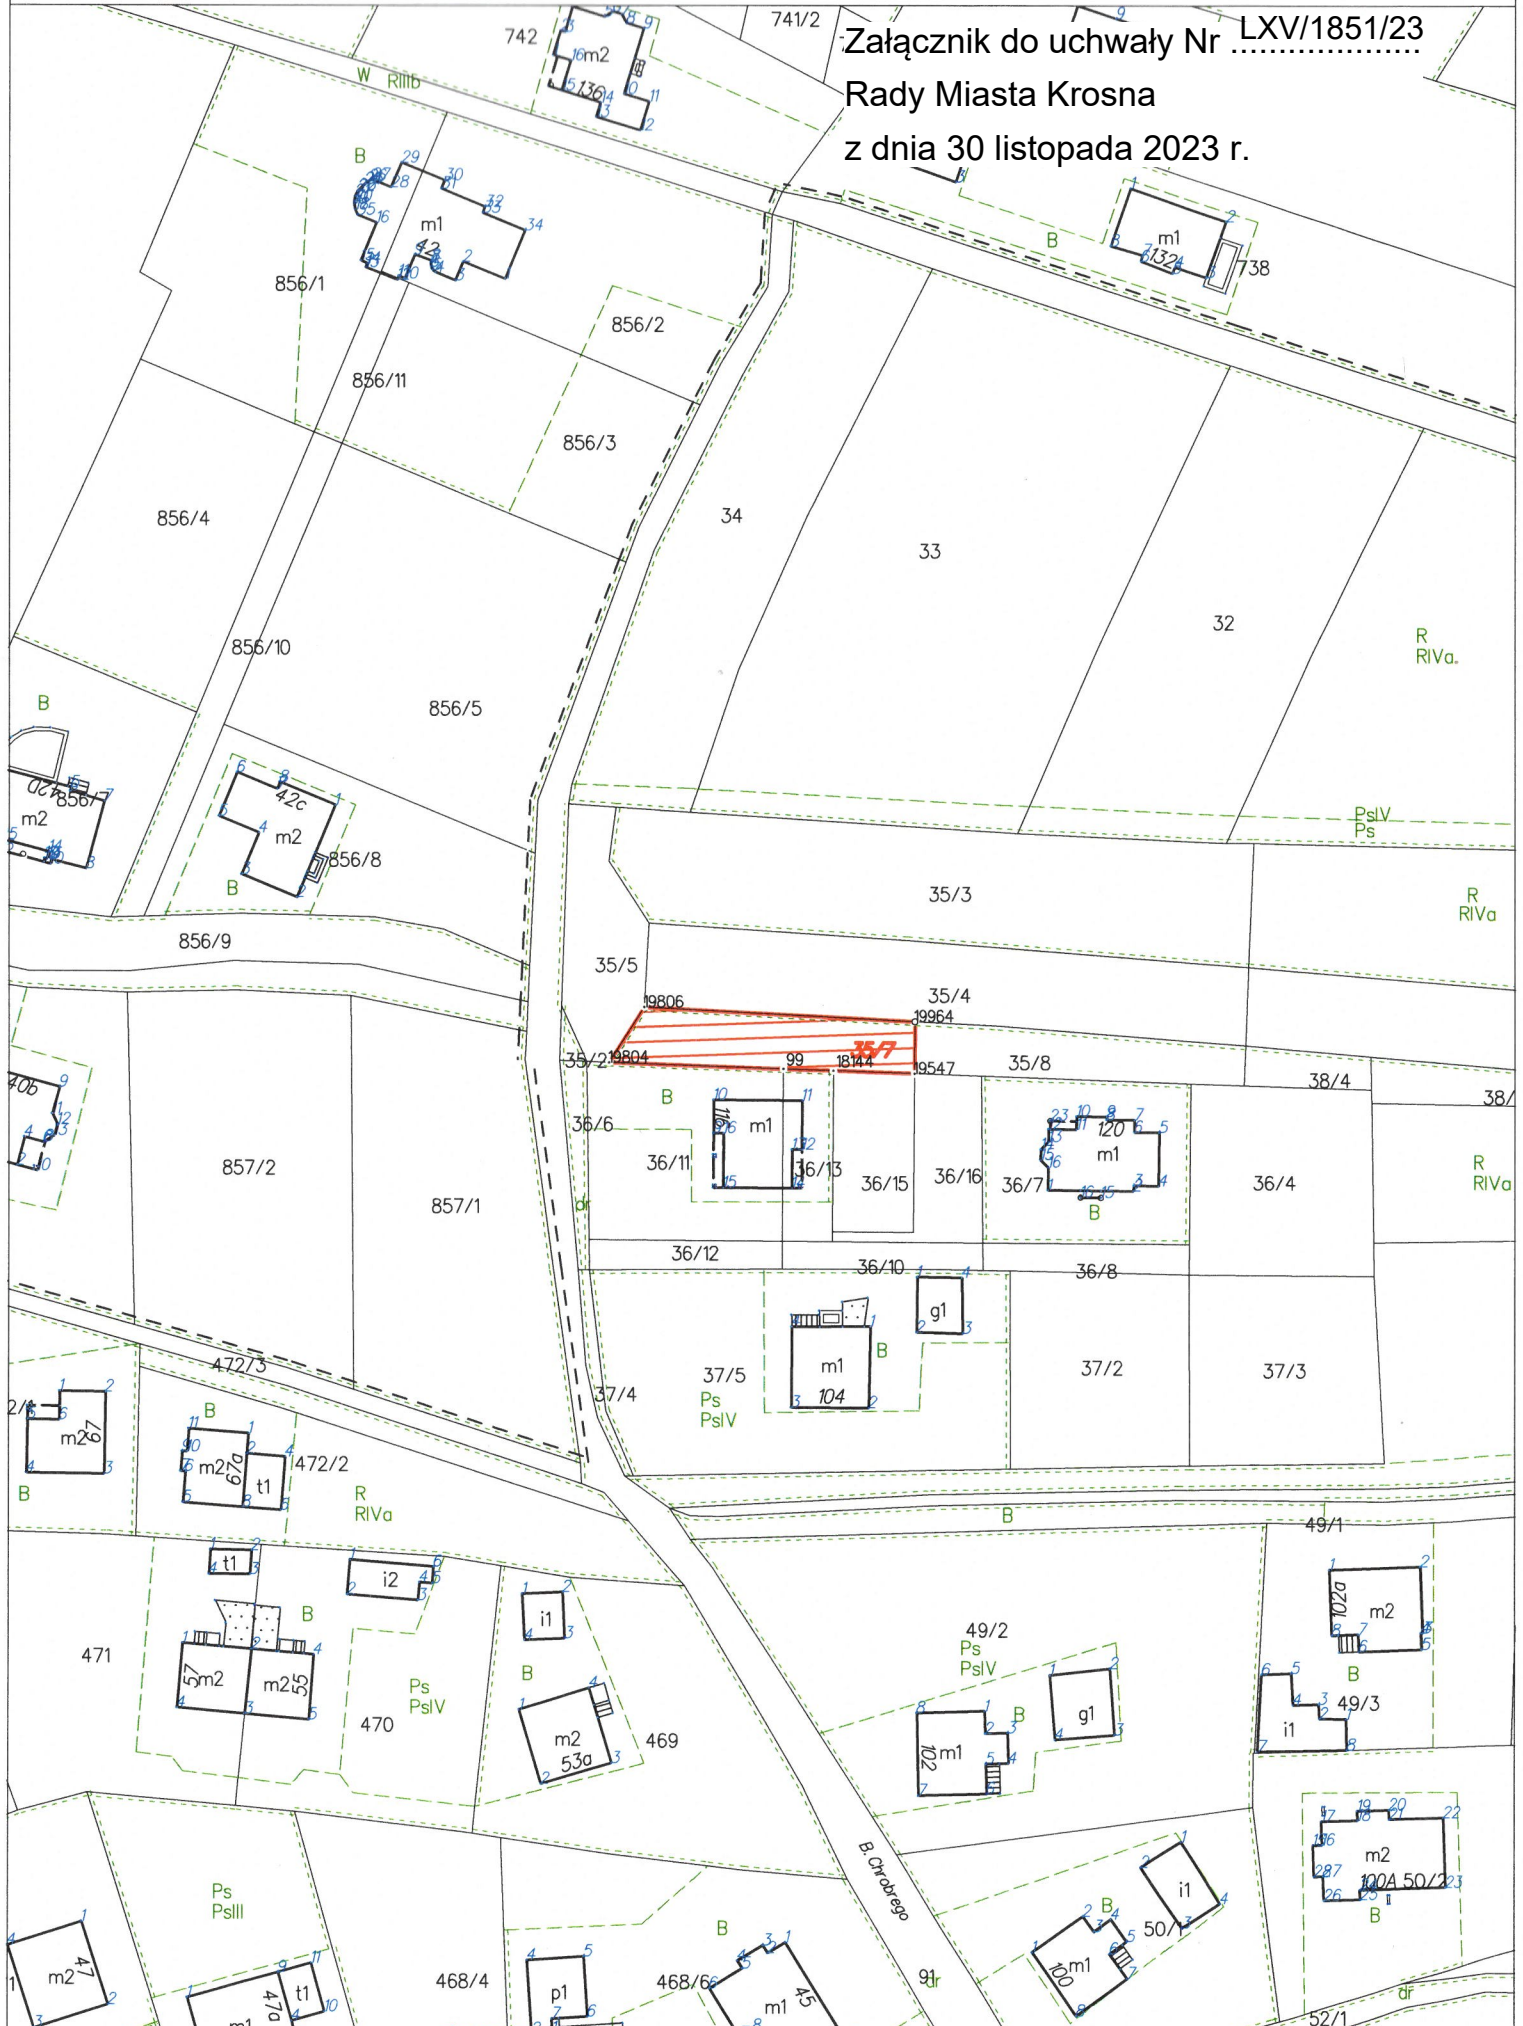 Załącznik do uchwały Nr LXV/1851/23
Rady Miasta Krosna
z dnia 30 listopada 2023 r.
741/2
742
W RIIIb
m2
136
B
m1
42
856/1
856/2
856/11
856/3
B
m1
132
738
856/4
34
33
32
R
RIVa
856/10
856/5
B
42D
856/7
m2
42c
m2
856/8
B
PsIV
Ps
35/3
R
RIVa
856/9
35/5
35/4
19806
19964
35/7
35/2
19804
99
18144
19547
35/8
38/4
38/
40b
B
36/6
116
m1
36/11
36/13
36/15
36/16
36/7
120
m1
B
36/4
R
RIVa
857/2
857/1
dr
36/12
36/10
36/8
g1
472/3
37/4
37/5
Ps
PsIV
m1
104
B
37/2
37/3
m2
67
B
B
m2
67a
t1
472/2
R
RIVa
B
49/1
t1
i2
B
i1
B
471
57
m2
m2
55
Ps
PsIV
470
m2
53a
469
49/2
Ps
PsIV
102a
m2
B
49/3
i1
102
m1
B
g1
B. Chrobrego
m2
100A 50/2
B
Ps
PsIII
i1
B
50/1
m1
100
m2
47
47a
t1
m1
468/4
p1
468/6
B
m1
45
91
dr
dr
52/1